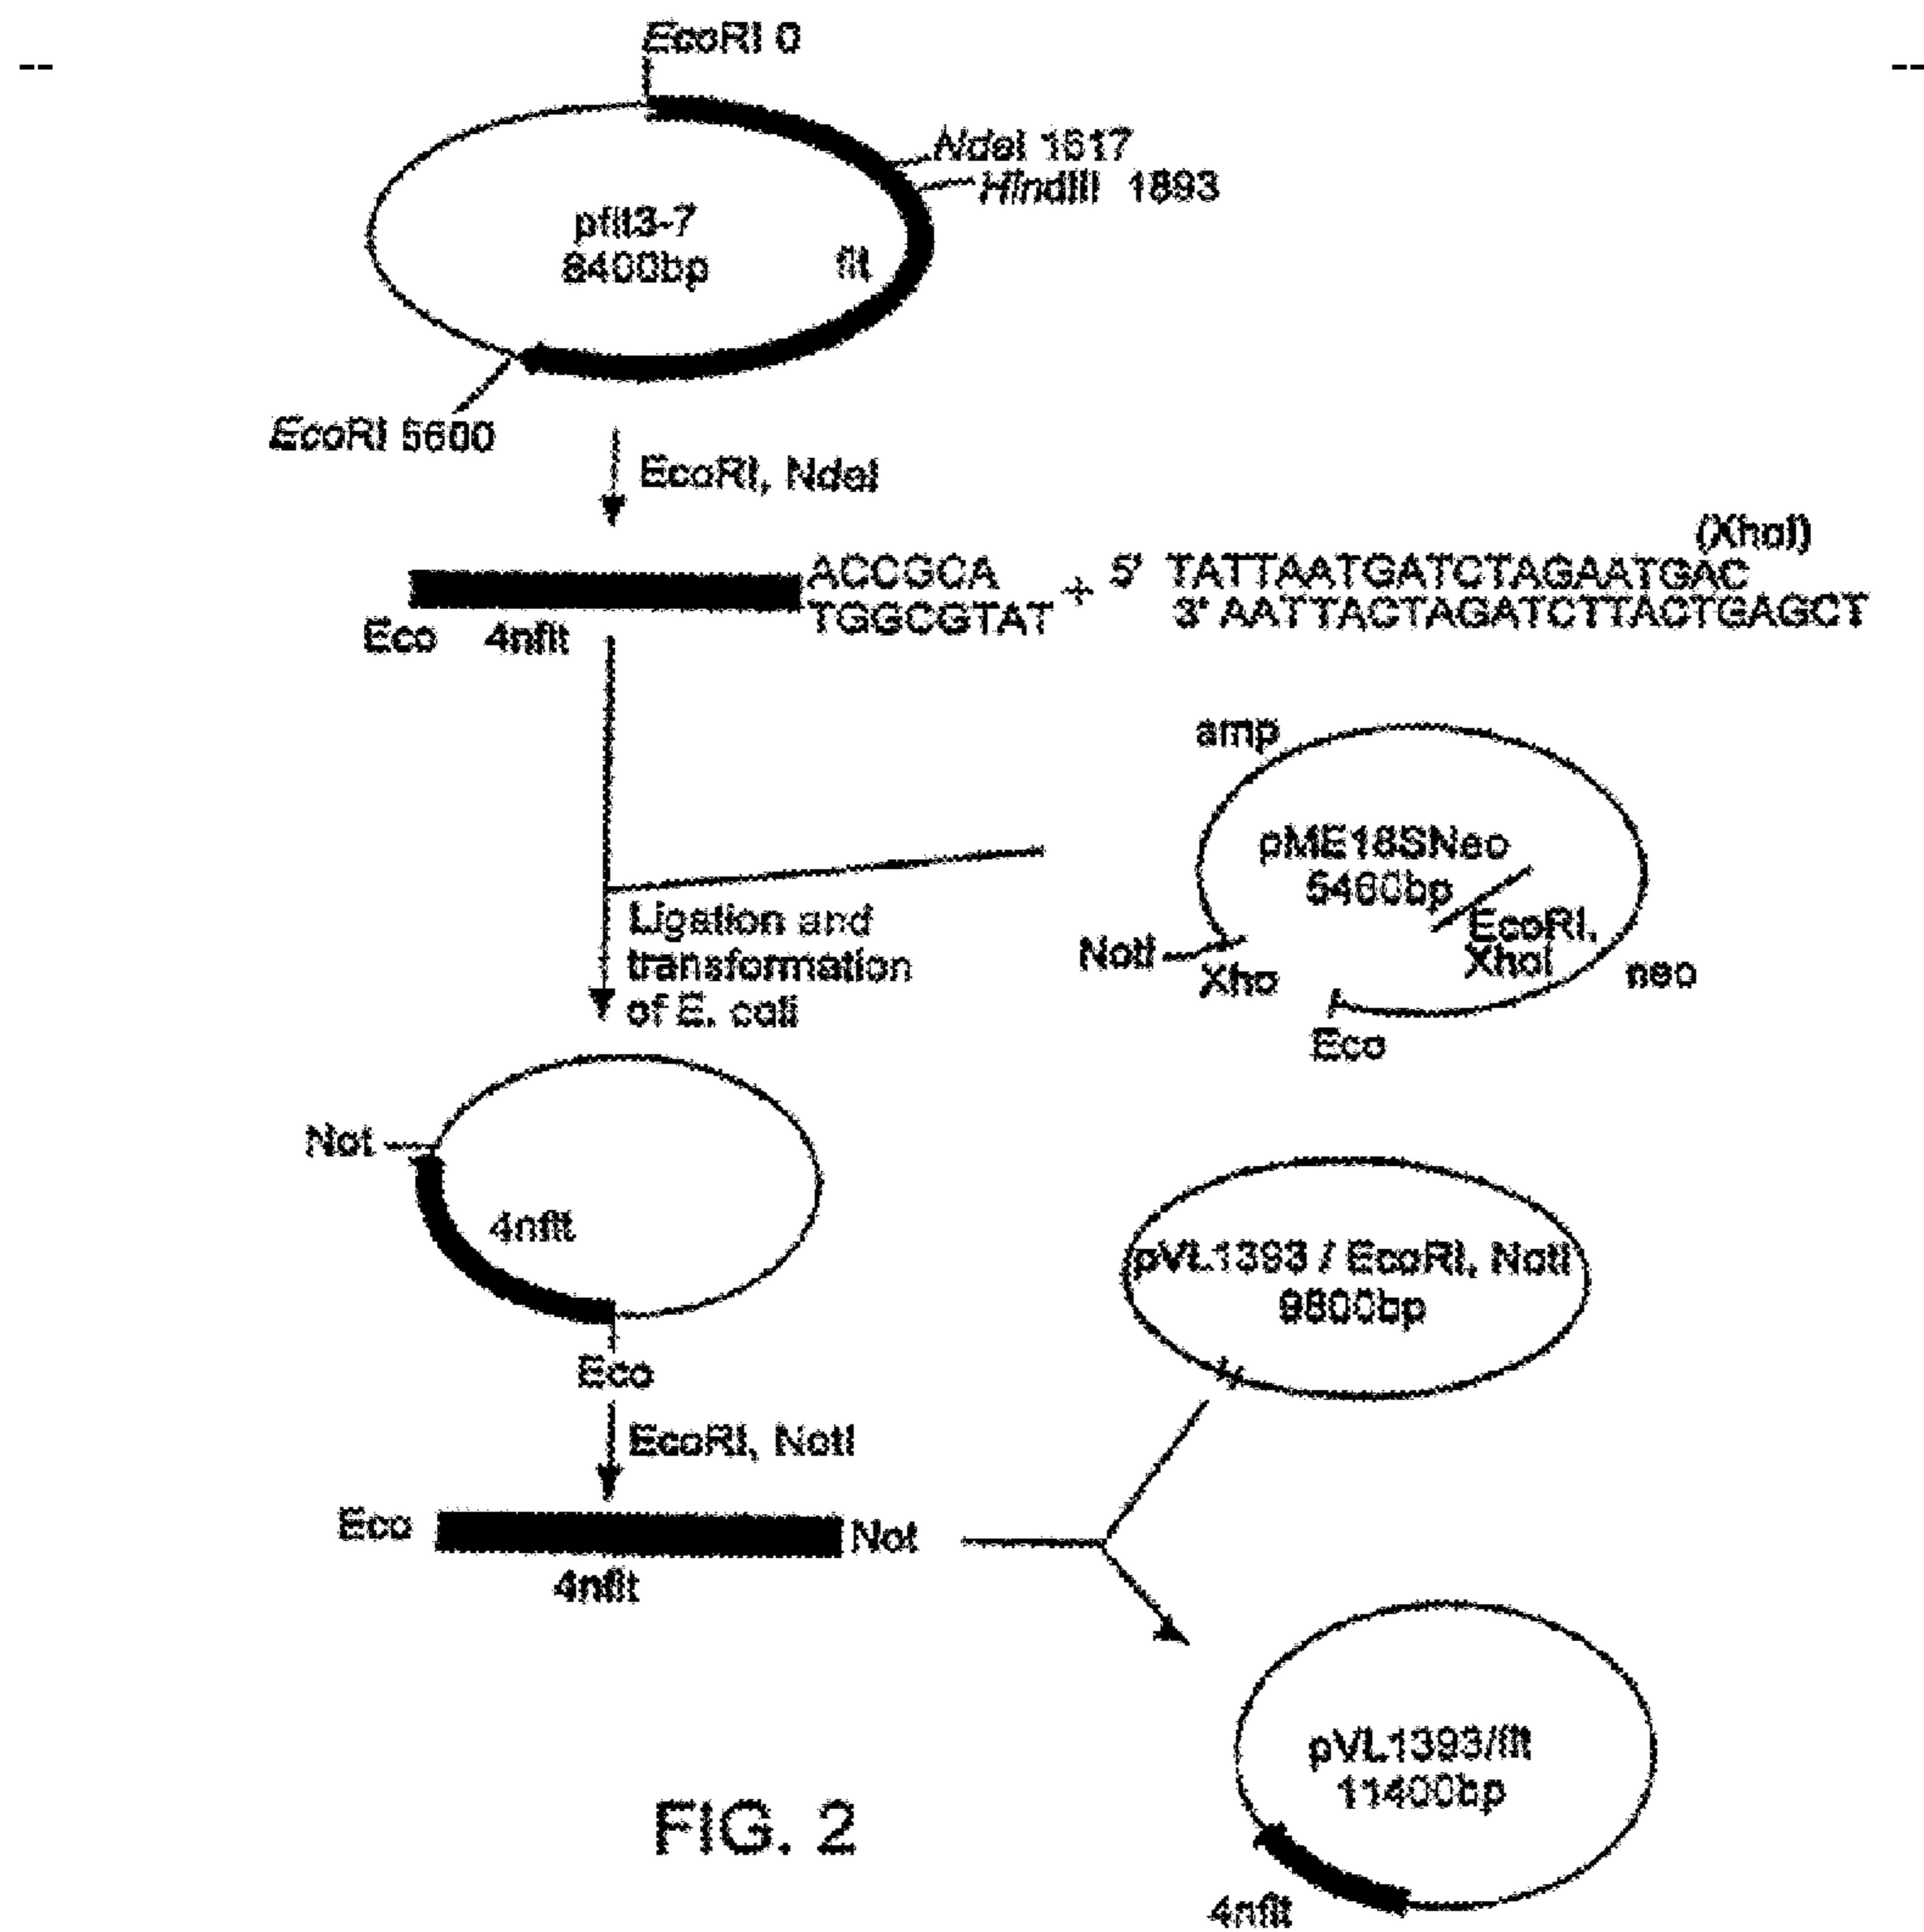 EcoRI 0
NdeI 1617
HindIII 1893
pflt3-7
8400bp
flt
EcoRI 5600
EcoRI, NdeI
(XhoI)
ACCGCA + 5' TATTAATGATCTAGAATGAC
TGGCGTAT 3' AATTACTAGATCTTACTGAGCT
Eco 4nflt
amp
pME18SNeo
5400bp
EcoRI,
XhoI
NotI
Xho
neo
Eco
Ligation and
transformation
of E. coli
Not
4nflt
Eco
pVL1393 / EcoRI, NotI
9800bp
EcoRI, NotI
Eco
Not
4nflt
pVL1393/flt
11400bp
4nflt
FIG. 2